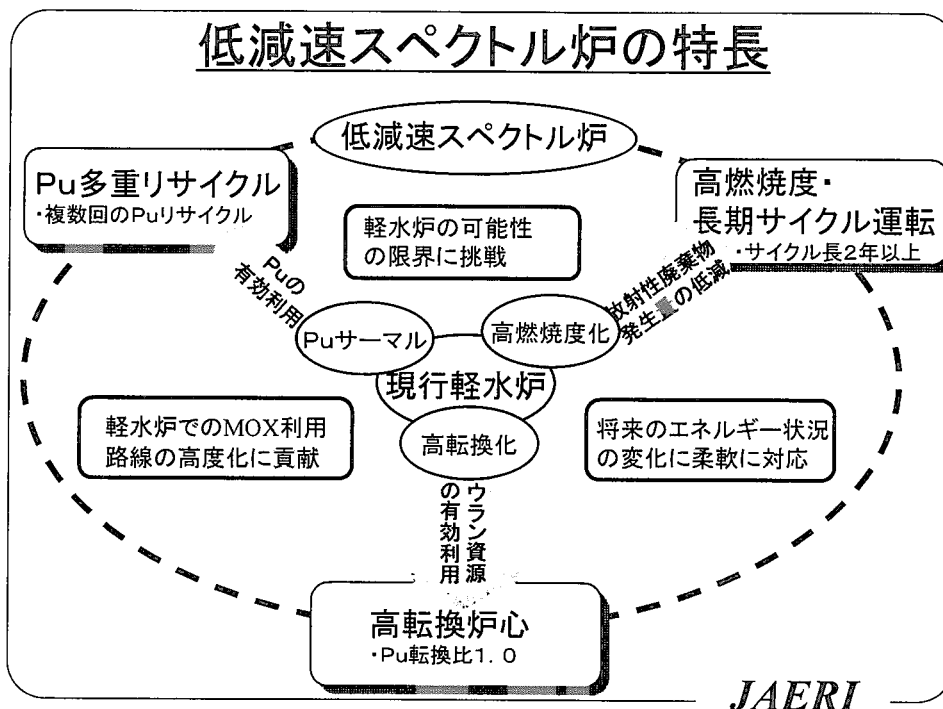 低減速スペクトル炉の特長
低減速スペクトル炉
Pu多重リサイクル
・複数回のPuリサイクル
高燃焼度・
長期サイクル運転
・サイクル長2年以上
軽水炉の可能性
の限界に挑戦
Puの
有効利用
放射性廃棄物
発生量の低減
Puサーマル
高燃焼度化
現行軽水炉
高転換化
軽水炉でのMOX利用
路線の高度化に貢献
将来のエネルギー状況
の変化に柔軟に対応
ウラン資源
の有効利用
高転換炉心
・Pu転換比1.0
JAERI